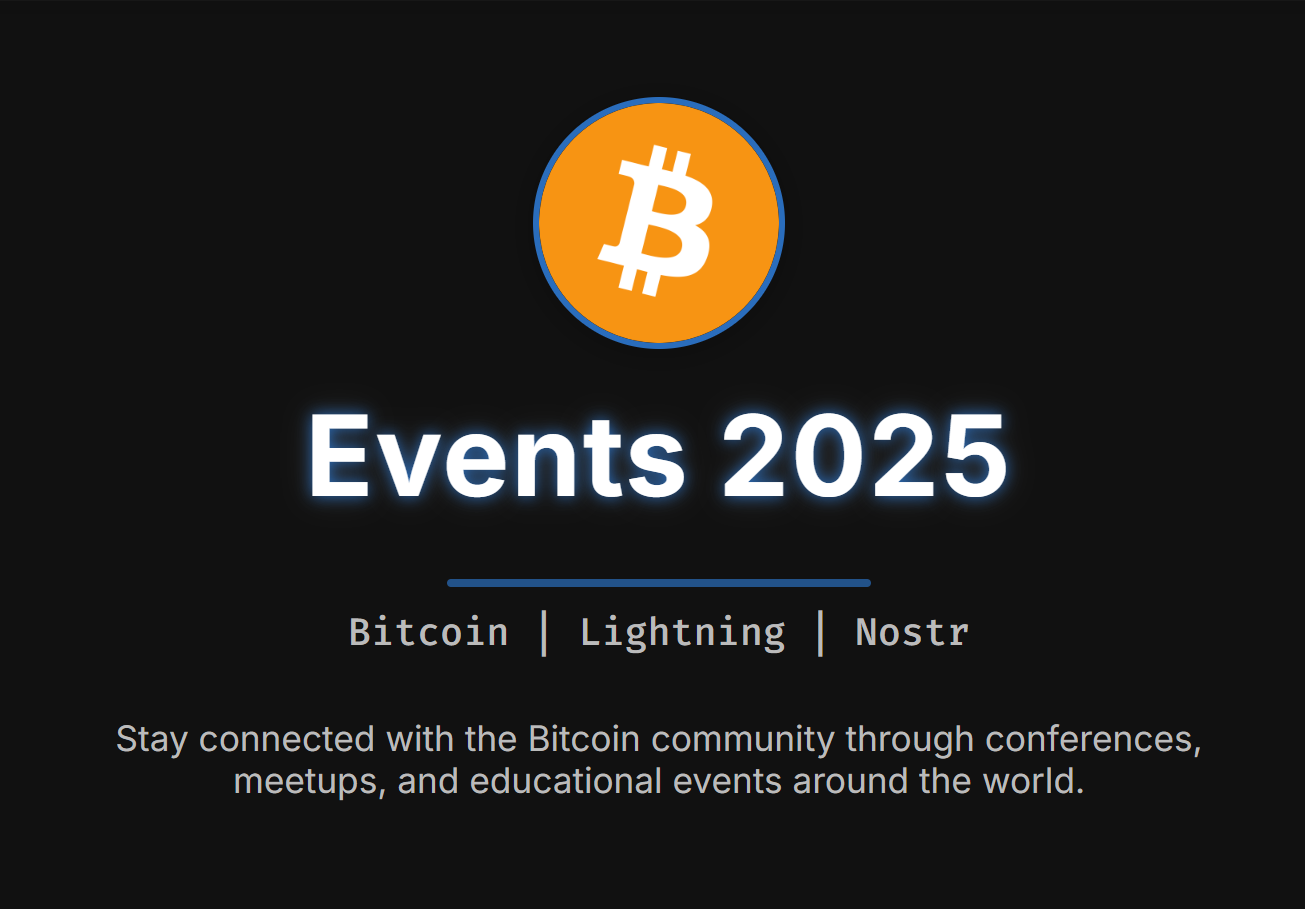 Events 2025
Bitcoin | Lightning | Nostr
Stay connected with the Bitcoin community through conferences,
meetups, and educational events around the world.